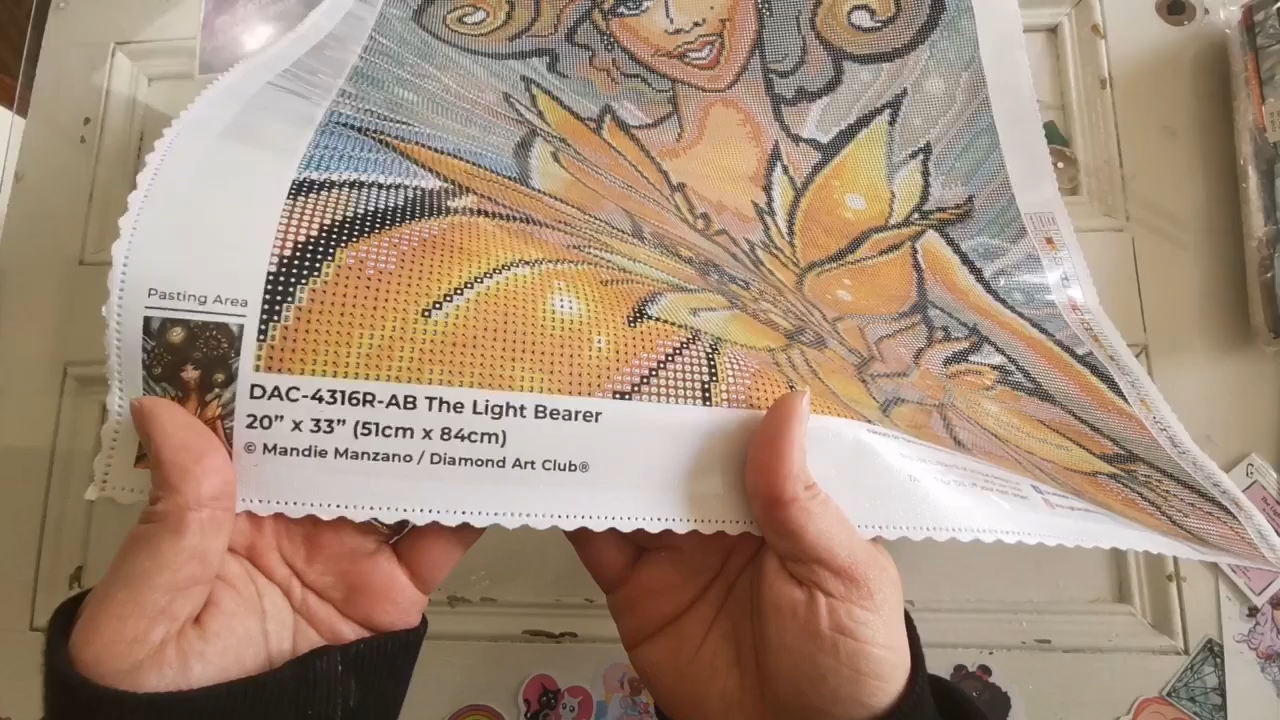 Pasting Area
DAC-4316R-AB The Light Bearer
20” x 33” (51cm x 84cm)
© Mandie Manzano / Diamond Art Club®